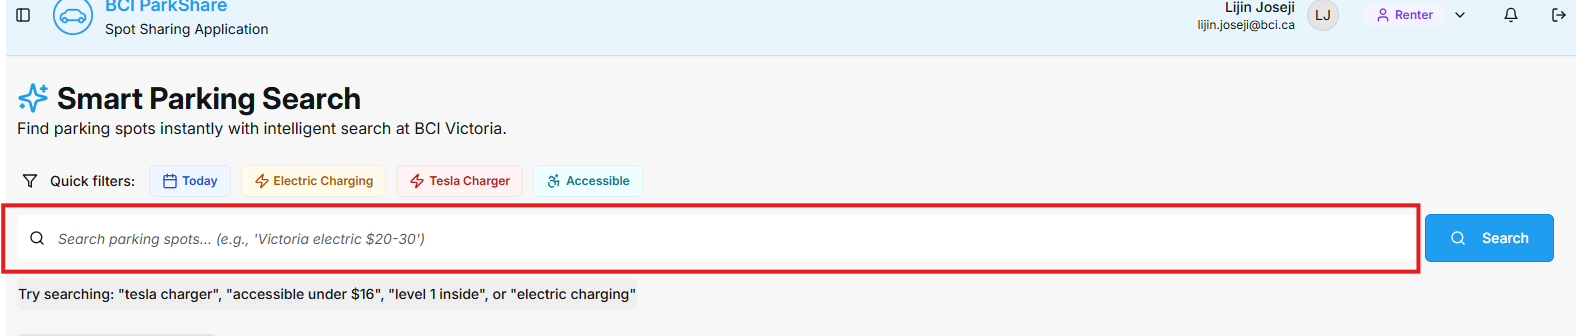 BCI ParkShare
Spot Sharing Application
Lijin Joseji
lijin.joseji@bci.ca
LJ
Renter
Smart Parking Search
Find parking spots instantly with intelligent search at BCI Victoria.
Quick filters: Today Electric Charging Tesla Charger Accessible
Search parking spots... (e.g., 'Victoria electric $20-30') Search
Try searching: "tesla charger", "accessible under $16", "level 1 inside", or "electric charging"